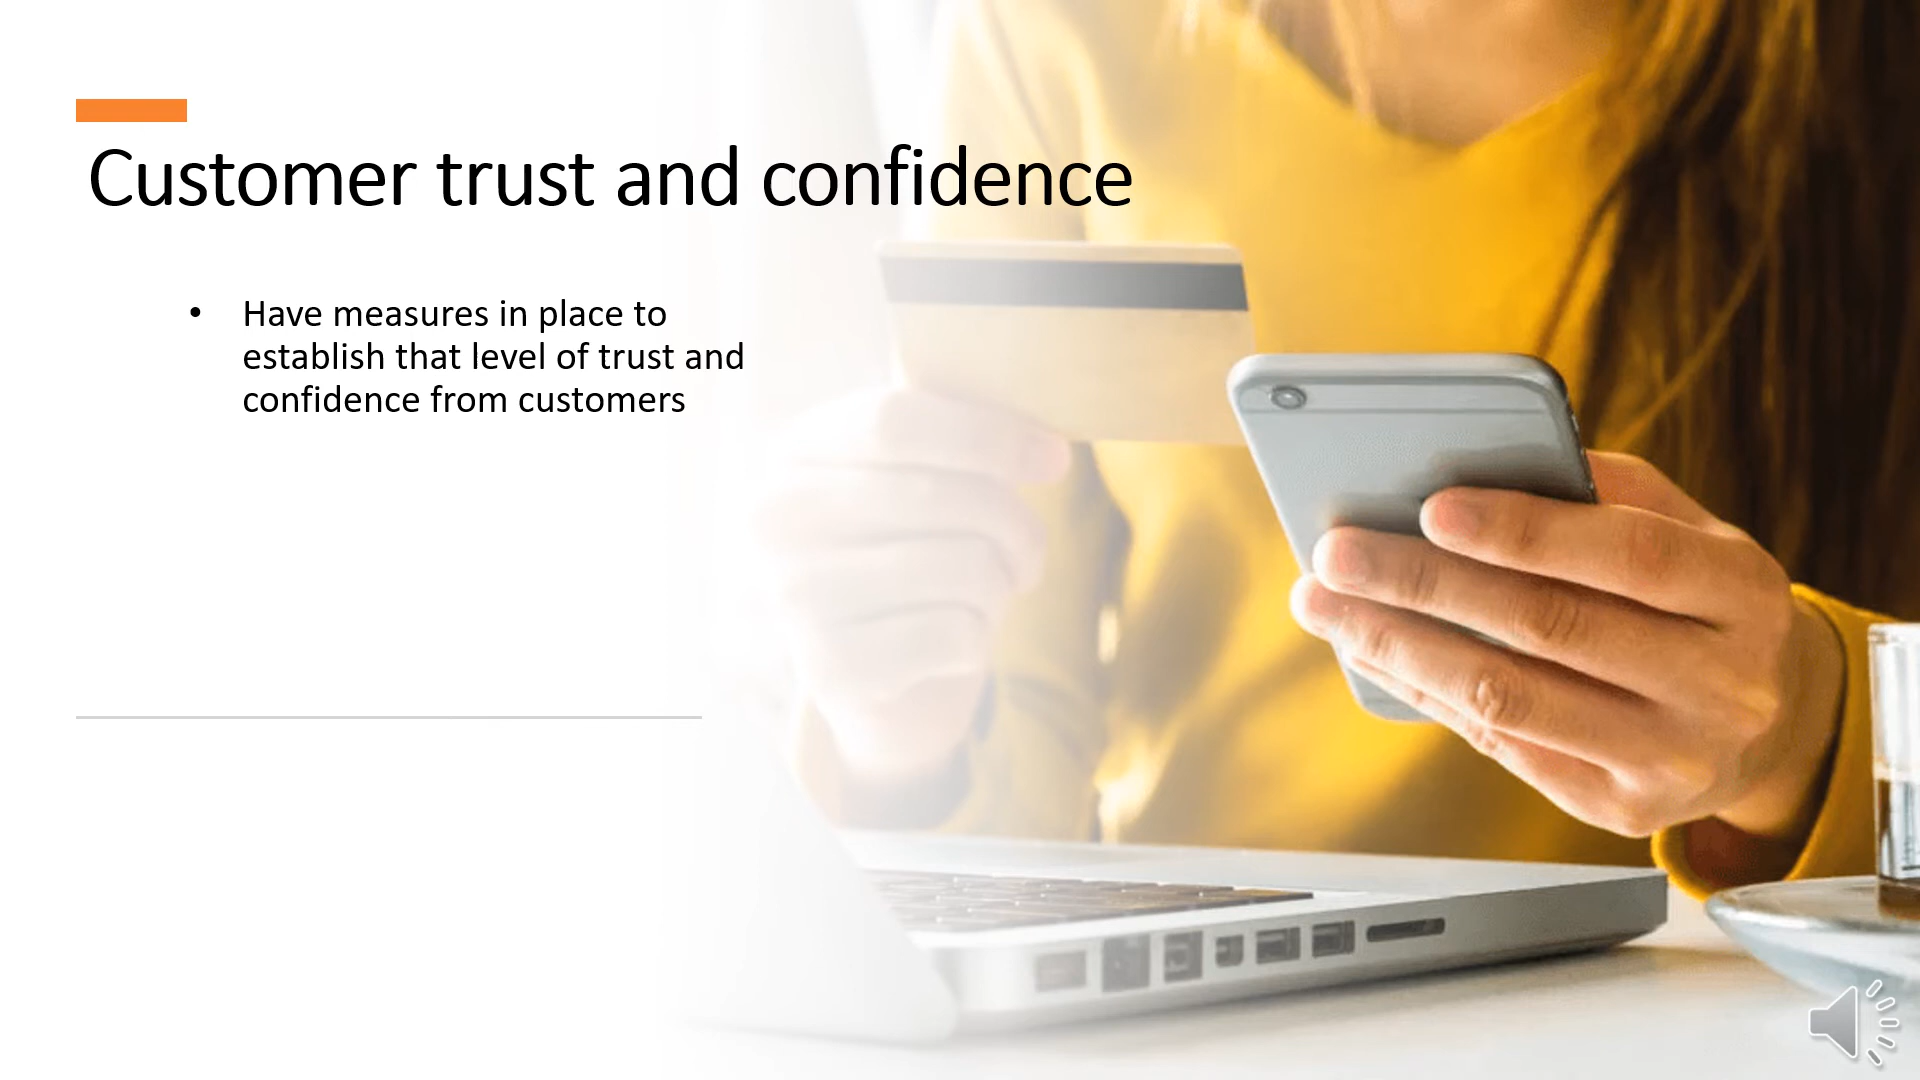 Customer trust and confidence
• Have measures in place to
establish that level of trust and
confidence from customers